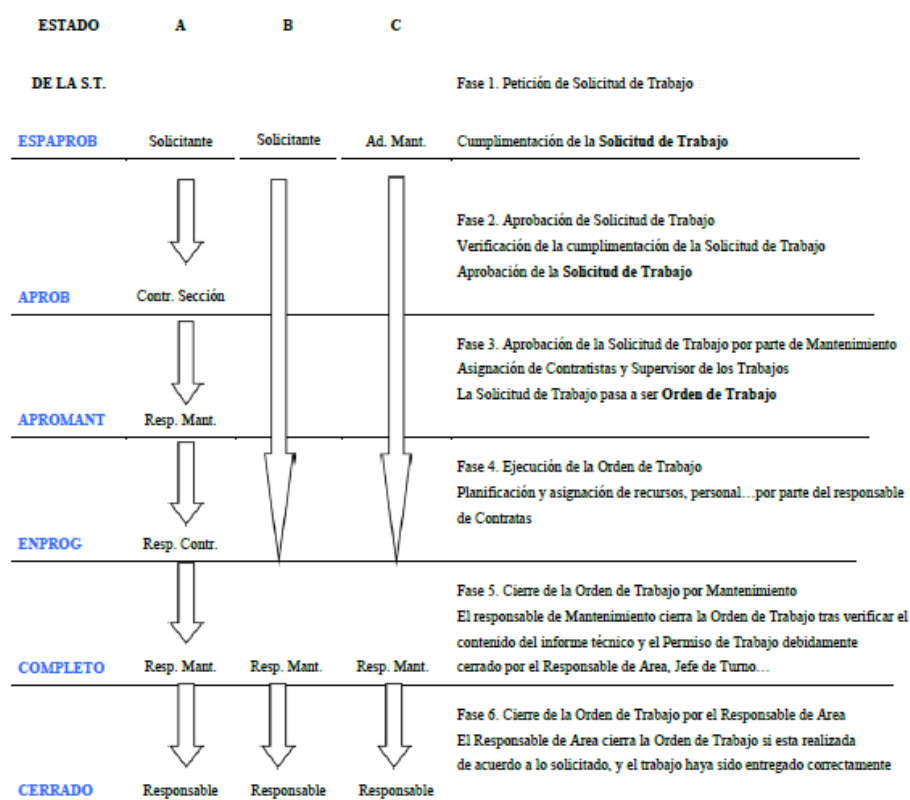 ESTADO A B C
DE LA S.T. Fase 1. Petición de Solicitud de Trabajo
ESPAPROB Solicitante Solicitante Ad. Mant. Cumplimentación de la Solicitud de Trabajo
Fase 2. Aprobación de Solicitud de Trabajo
Verificación de la cumplimentación de la Solicitud de Trabajo
Aprobación de la Solicitud de Trabajo
APROB Contr. Sección
Fase 3. Aprobación de la Solicitud de Trabajo por parte de Mantenimiento
Asignación de Contratistas y Supervisor de los Trabajos
La Solicitud de Trabajo pasa a ser Orden de Trabajo
APROMANT Resp. Mant.
Fase 4. Ejecución de la Orden de Trabajo
Planificación y asignación de recursos, personal…por parte del responsable
de Contratas
ENPROG Resp. Contr.
Fase 5. Cierre de la Orden de Trabajo por Mantenimiento
El responsable de Mantenimiento cierra la Orden de Trabajo tras verificar el
contenido del informe técnico y el Permiso de Trabajo debidamente
COMPLETO Resp. Mant. Resp. Mant. Resp. Mant. cerrado por el Responsable de Area, Jefe de Turno…
Fase 6. Cierre de la Orden de Trabajo por el Responsable de Area
El Responsable de Area cierra la Orden de Trabajo si esta realizada
de acuerdo a lo solicitado, y el trabajo haya sido entregado correctamente
CERRADO Responsable Responsable Responsable